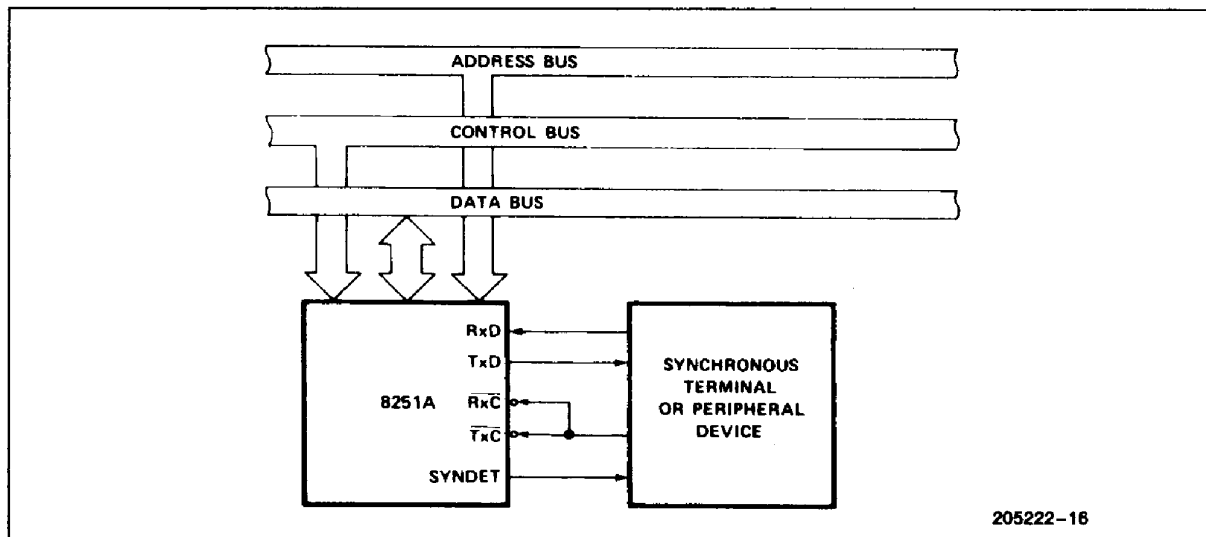 ADDRESS BUS
CONTROL BUS
DATA BUS
RxD
TxD
8251A
RxC
TxC
SYNDET
SYNCHRONOUS
TERMINAL
OR PERIPHERAL
DEVICE
205222-16